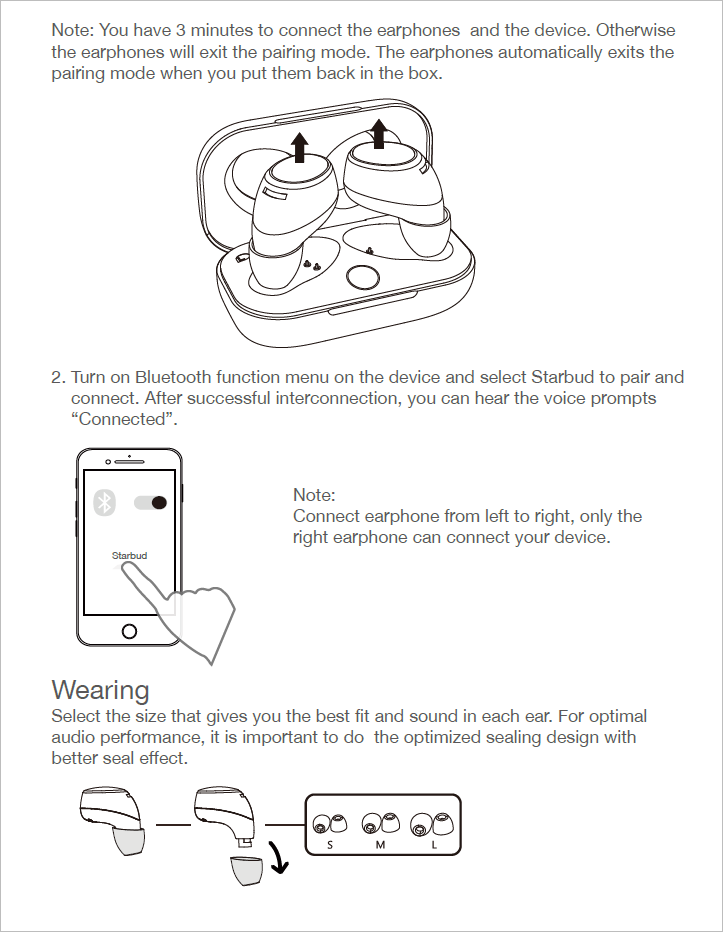 Note: You have 3 minutes to connect the earphones  and the device. Otherwise
the earphones will exit the pairing mode. The earphones automatically exits the
pairing mode when you put them back in the box.
2. Turn on Bluetooth function menu on the device and select Starbud to pair and
connect. After successful interconnection, you can hear the voice prompts
“Connected”.
Starbud
Note:
Connect earphone from left to right, only the
right earphone can connect your device.
Wearing
Select the size that gives you the best fit and sound in each ear. For optimal
audio performance, it is important to do  the optimized sealing design with
better seal effect.
S M L